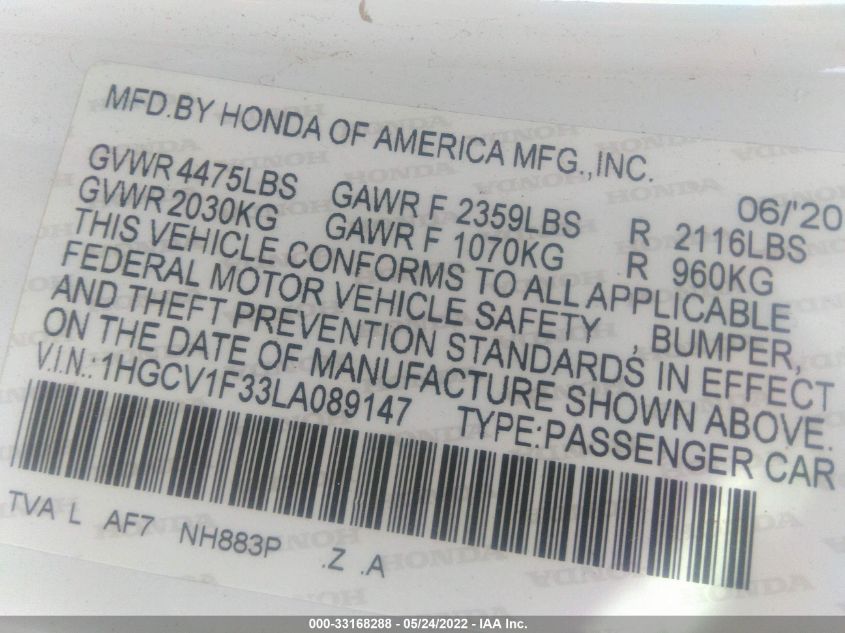 MFD.BY HONDA OF AMERICA MFG.,INC.
06/'20
GVWR 4475LBS GAWR F 2359LBS R 2116LBS
GVWR 2030KG GAWR F 1070KG R 960KG
THIS VEHICLE CONFORMS TO ALL APPLICABLE
FEDERAL MOTOR VEHICLE SAFETY , BUMPER,
AND THEFT PREVENTION STANDARDS IN EFFECT
ON THE DATE OF MANUFACTURE SHOWN ABOVE.
V.I.N.: 1HGCV1F33LA089147 TYPE:PASSENGER CAR
TVA L AF7 NH883P .Z .A
000-33168288 - 05/24/2022 - 1SA - IAA Inc.